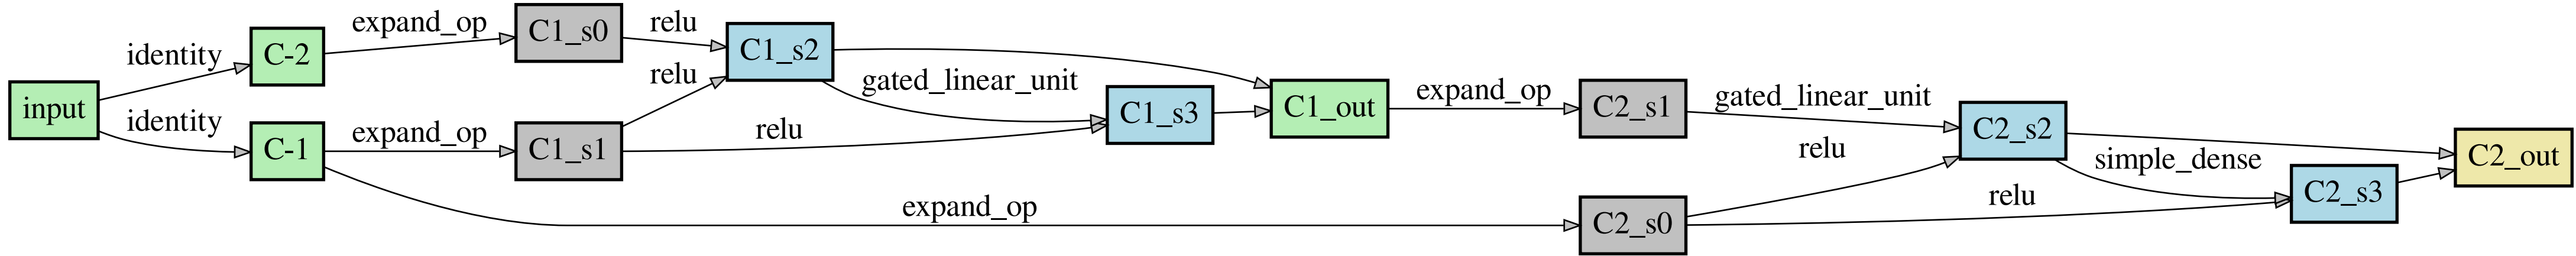 input
identity
identity
C-2
C-1
expand_op
expand_op
expand_op
C1_s0
C1_s1
relu
relu
relu
C1_s2
gated_linear_unit
C1_s3
C1_out
expand_op
C2_s1
C2_s0
gated_linear_unit
relu
relu
C2_s2
simple_dense
C2_s3
C2_out